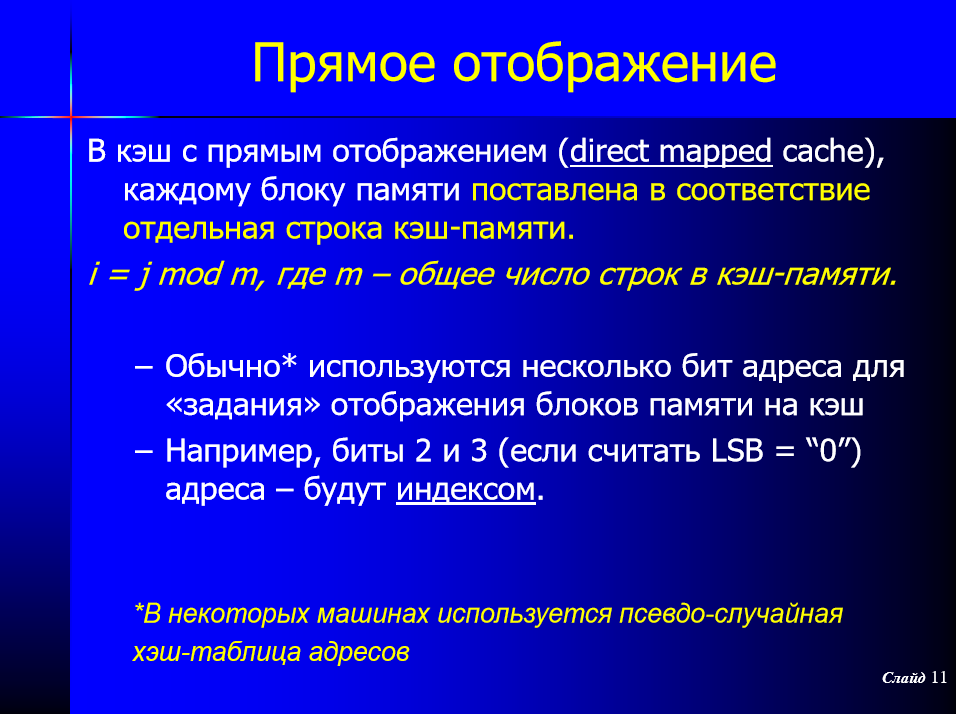 Прямое отображение
В кэш с прямым отображением (direct mapped cache),
каждому блоку памяти поставлена в соответствие
отдельная строка кэш-памяти.
i = j mod m, где m – общее число строк в кэш-памяти.
– Обычно* используются несколько бит адреса для
«задания» отображения блоков памяти на кэш
– Например, биты 2 и 3 (если считать LSB = “0”)
адреса – будут индексом.
*В некоторых машинах используется псевдо-случайная
хэш-таблица адресов
Слайд 11